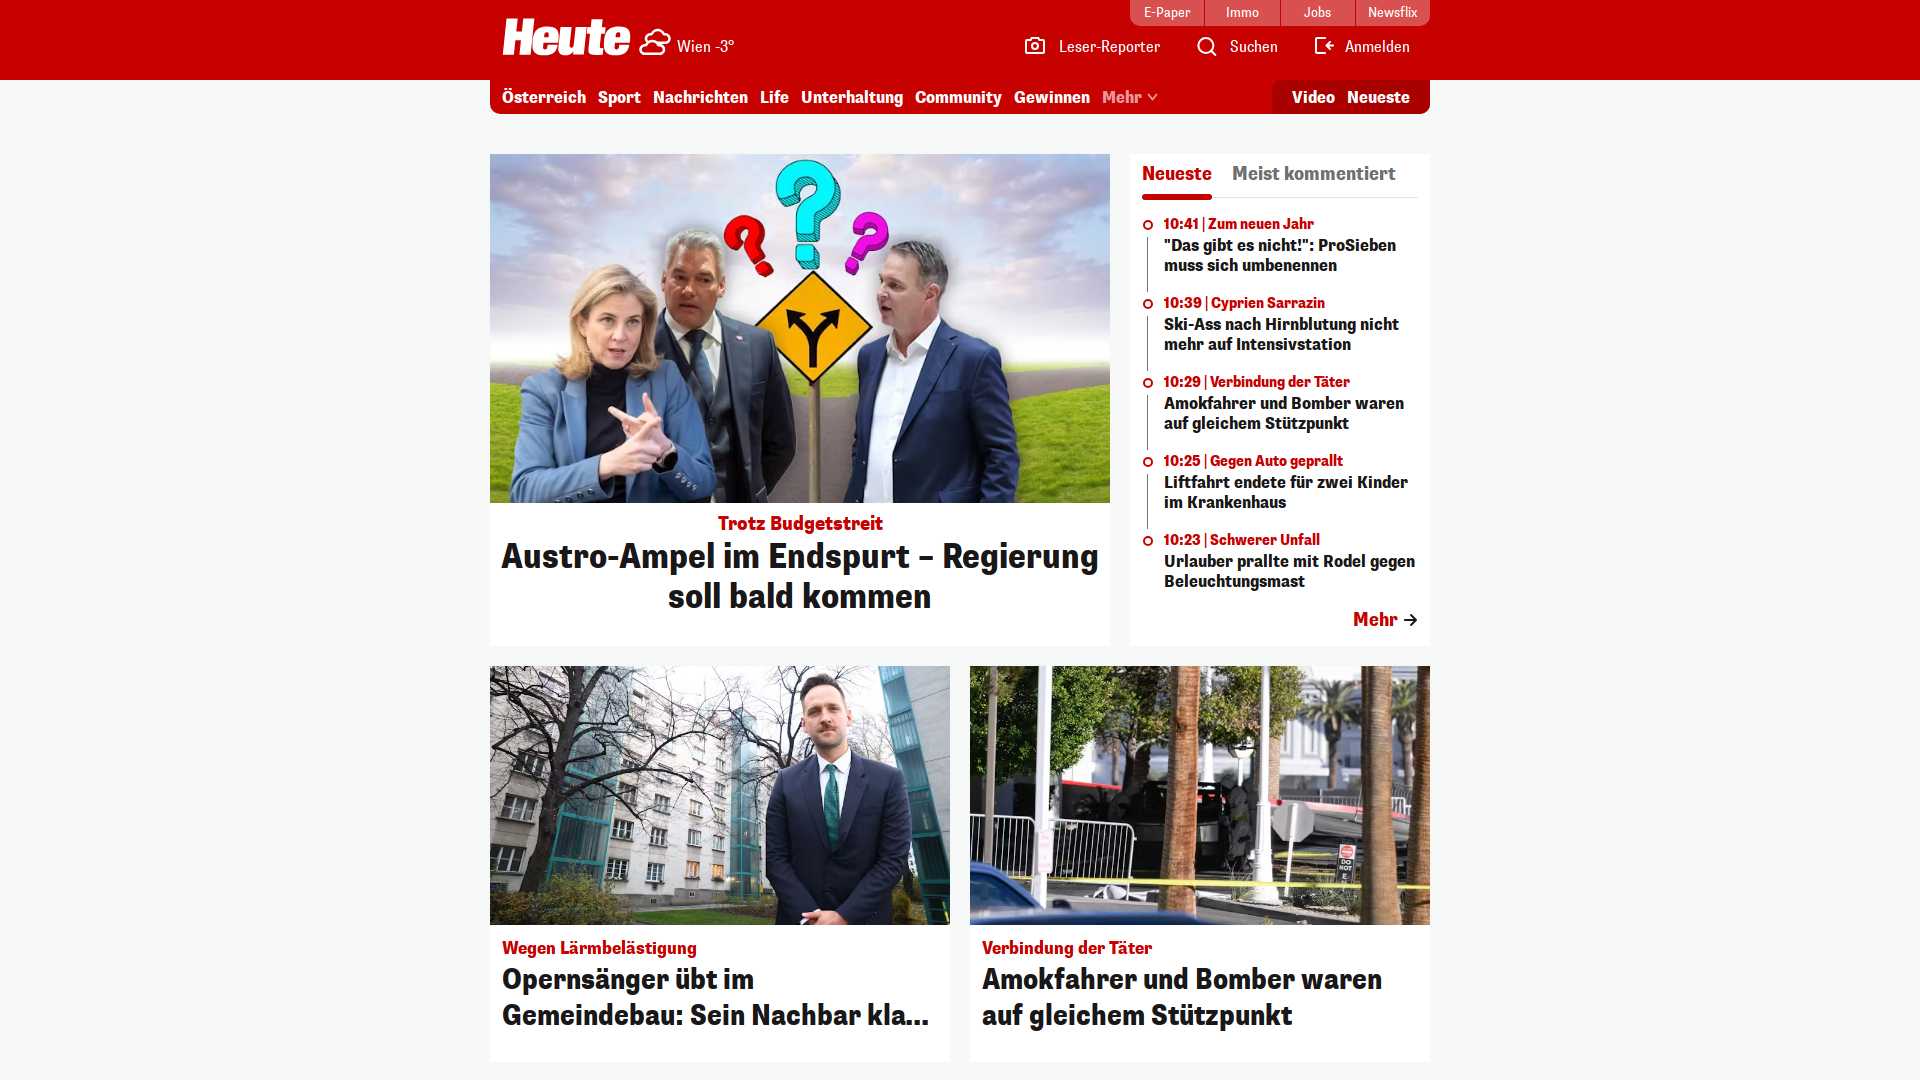 E-Paper
Immo
Jobs
Newsflix
Heute
Wien -3°
Leser-Reporter
Suchen
Anmelden
Österreich
Sport
Nachrichten
Life
Unterhaltung
Community
Gewinnen
Mehr
Video
Neueste
Trotz Budgetstreit
Austro-Ampel im Endspurt – Regierung
soll bald kommen
Neueste
Meist kommentiert
10:41 | Zum neuen Jahr
"Das gibt es nicht!": ProSieben
muss sich umbenennen
10:39 | Cyprien Sarrazin
Ski-Ass nach Hirnblutung nicht
mehr auf Intensivstation
10:29 | Verbindung der Täter
Amokfahrer und Bomber waren
auf gleichem Stützpunkt
10:25 | Gegen Auto geprallt
Liftfahrt endete für zwei Kinder
im Krankenhaus
10:23 | Schwerer Unfall
Urlauber prallte mit Rodel gegen
Beleuchtungsmast
Mehr
Wegen Lärmbelästigung
Opernsänger übt im
Gemeindebau: Sein Nachbar kla...
DO
NOT
Verbindung der Täter
Amokfahrer und Bomber waren
auf gleichem Stützpunkt